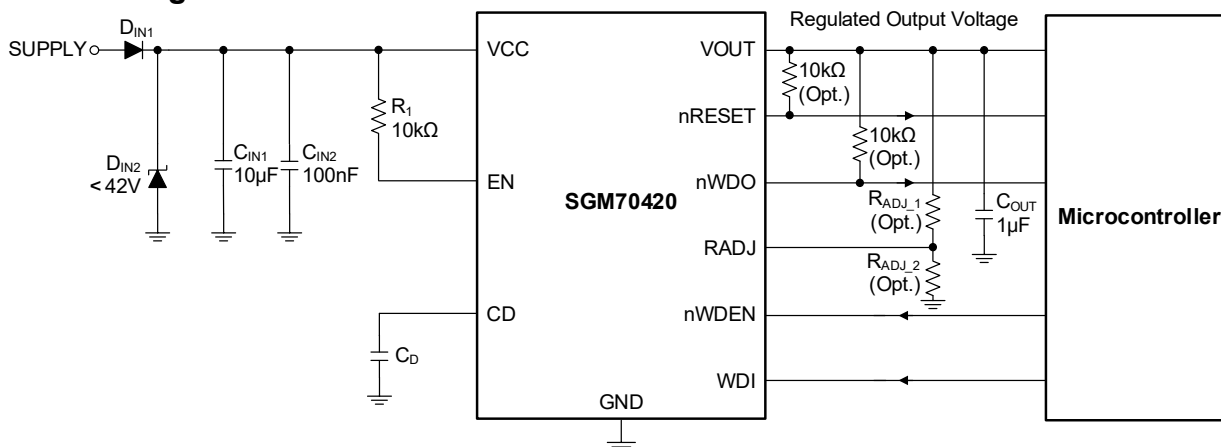 Regulated Output Voltage
SUPPLY
DIN1
VCC
VOUT
10kΩ
(Opt.)
R1
10kΩ
nRESET
10kΩ
(Opt.)
DIN2
< 42V
CIN1
10µF
CIN2
100nF
EN
SGM70420
nWDO
RADJ_1
(Opt.)
COUT
1µF
Microcontroller
RADJ
RADJ_2
(Opt.)
CD
nWDEN
CD
WDI
GND